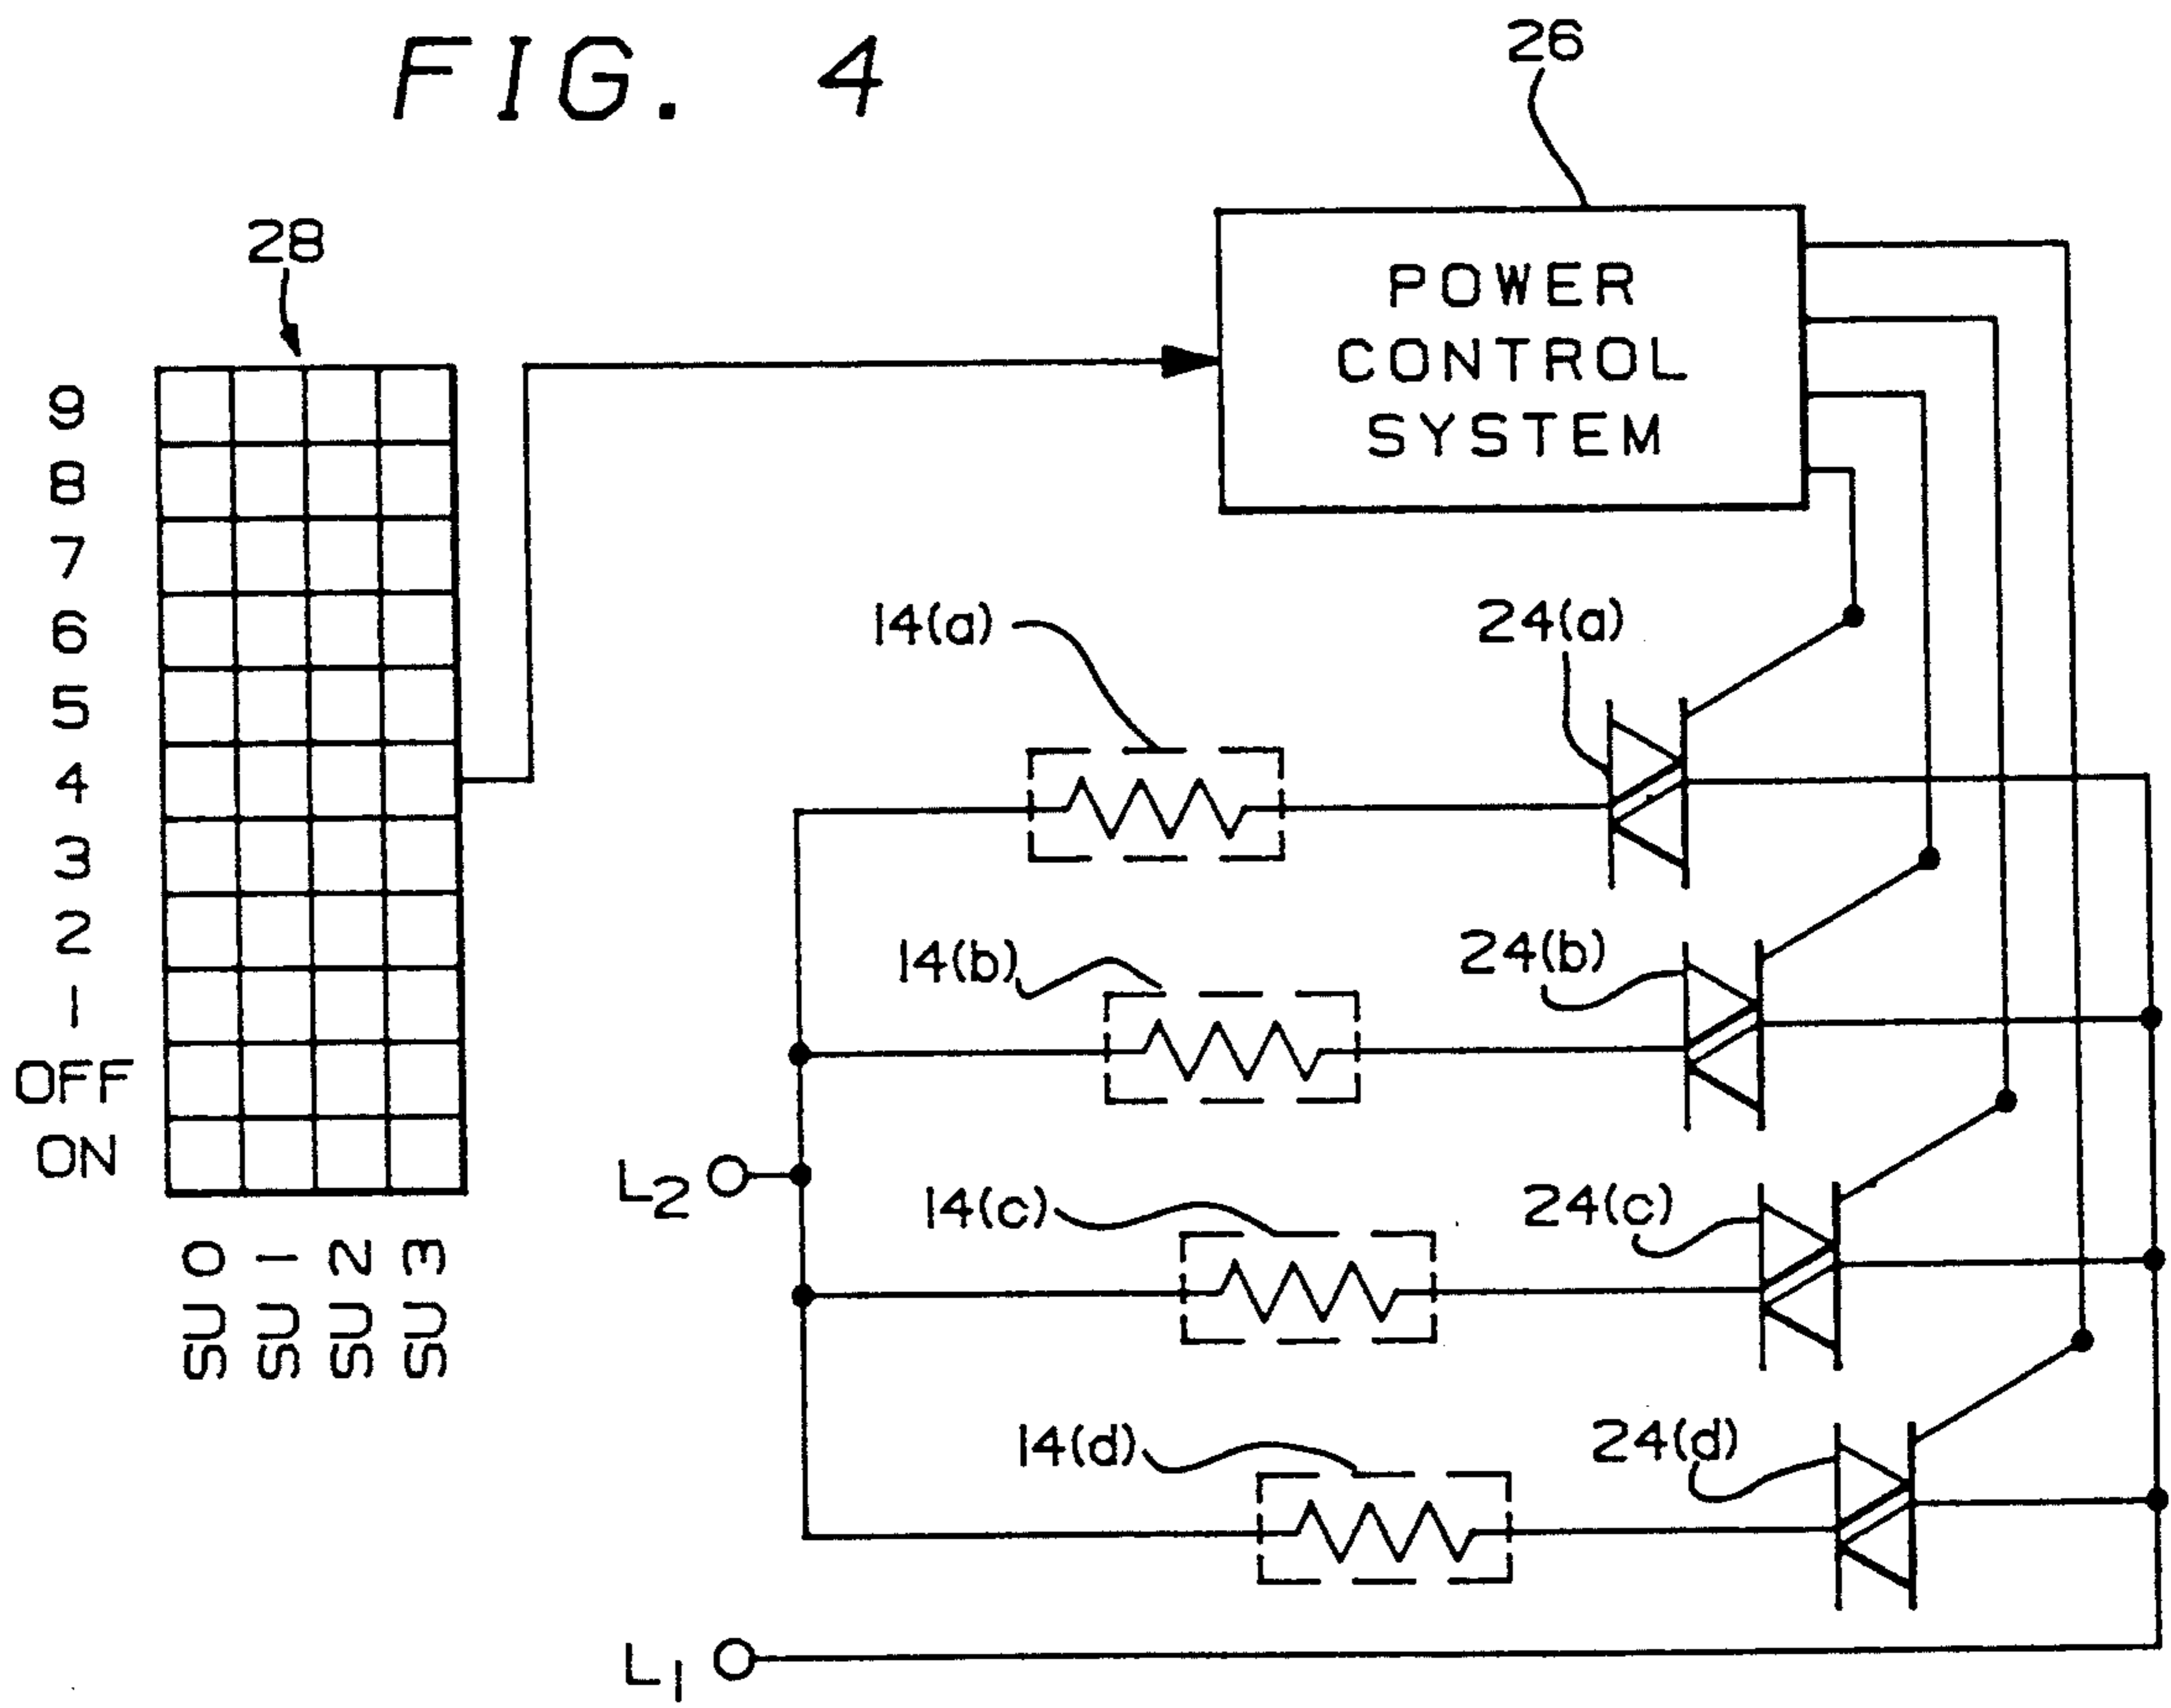 FIG. 4
26
28
POWER
CONTROL
SYSTEM
9
8
7
6
5
4
3
2
1
OFF
ON
SU 0
SU 1
SU 2
SU 3
14(a)
24(a)
14(b)
24(b)
L2
14(c)
24(c)
14(d)
24(d)
L1